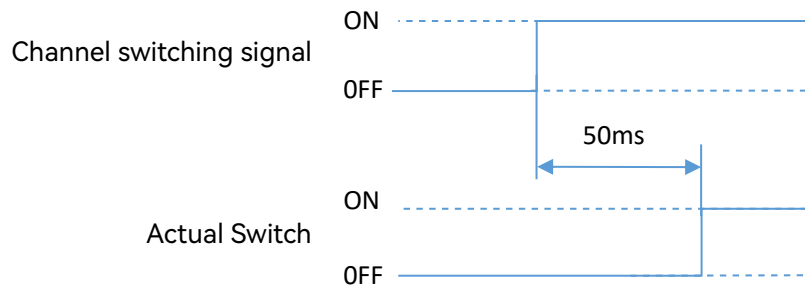 ON
Channel switching signal
0FF
50ms
ON
Actual Switch
0FF